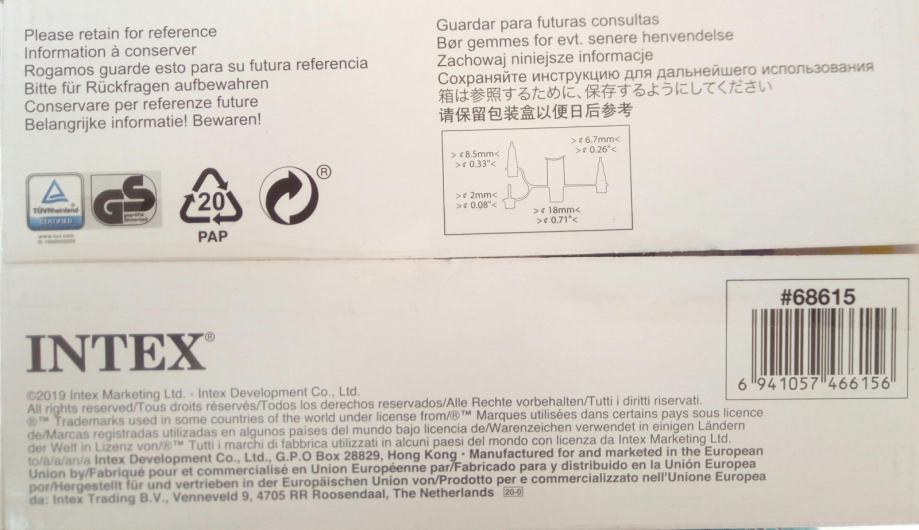 Please retain for reference
Information à conserver
Rogamos guarde esto para su futura referencia
Bitte für Rückfragen aufbewahren
Conservare per referenze future
Belangrijke informatie! Bewaren!
Guardar para futuras consultas
Bør gemmes for evt. senere henvendelse
Zachowaj niniejsze informacje
Сохраняйте инструкцию для дальнейшего использования
箱は参照するために、保存するようにしてください
请保留包装盒以便日后参考
TÜVRheinland
CERTIFIED
www.tuv.com
GS
geprüfte
Sicherheit
20
PAP
®
>¢8.5mm<
>¢0.33"<
>¢6.7mm<
>¢0.26"<
>¢2mm<
>¢0.08"<
>¢18mm<
>¢0.71"<
#68615
6 941057 466156
INTEX®
©2019 Intex Marketing Ltd. - Intex Development Co., Ltd.
All rights reserved/Tous droits réservés/Todos los derechos reservados/Alle Rechte vorbehalten/Tutti i diritti riservati.
®™ Trademarks used in some countries of the world under license from/®™ Marques utilisées dans certains pays sous licence
de/Marcas registradas utilizadas en algunos países del mundo bajo licencia de/Warenzeichen verwendet in einigen Ländern
der Welt in Lizenz von/®™ Tutti i marchi di fabbrica utilizzati in alcuni paesi del mondo con licenza da Intex Marketing Ltd.
to/à/a/an/a Intex Development Co., Ltd., G.P.O Box 28829, Hong Kong · Manufactured for and marketed in the European
Union by/Fabriqué pour et commercialisé en Union Européenne par/Fabricado para y distribuido en la Unión Europea
por/Hergestellt für und vertrieben in der Europäischen Union von/Prodotto per e commercializzato nell'Unione Europea
da: Intex Trading B.V., Venneveld 9, 4705 RR Roosendaal, The Netherlands 20-0